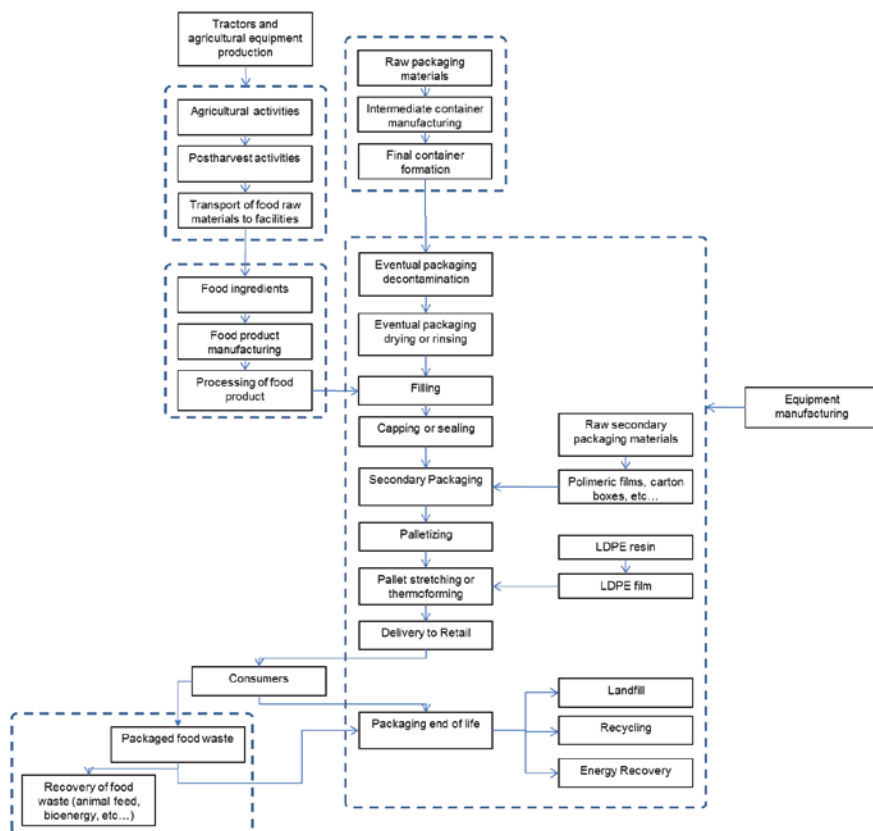 Tractors and
agricultural equipment
production
Agricultural activities
Postharvest activities
Transport of food raw
materials to facilities
Food ingredients
Food product
manufacturing
Processing of food
product
Raw packaging
materials
Intermediate container
manufacturing
Final container
formation
Eventual packaging
decontamination
Eventual packaging
drying or rinsing
Filling
Capping or sealing
Secondary Packaging
Palletizing
Pallet stretching or
thermoforming
Delivery to Retail
Raw secondary
packaging materials
Polimeric films, carton
boxes, etc...
LDPE resin
LDPE film
Equipment
manufacturing
Consumers
Packaged food waste
Recovery of food
waste (animal feed,
bioenergy, etc...)
Packaging end of life
Landfill
Recycling
Energy Recovery